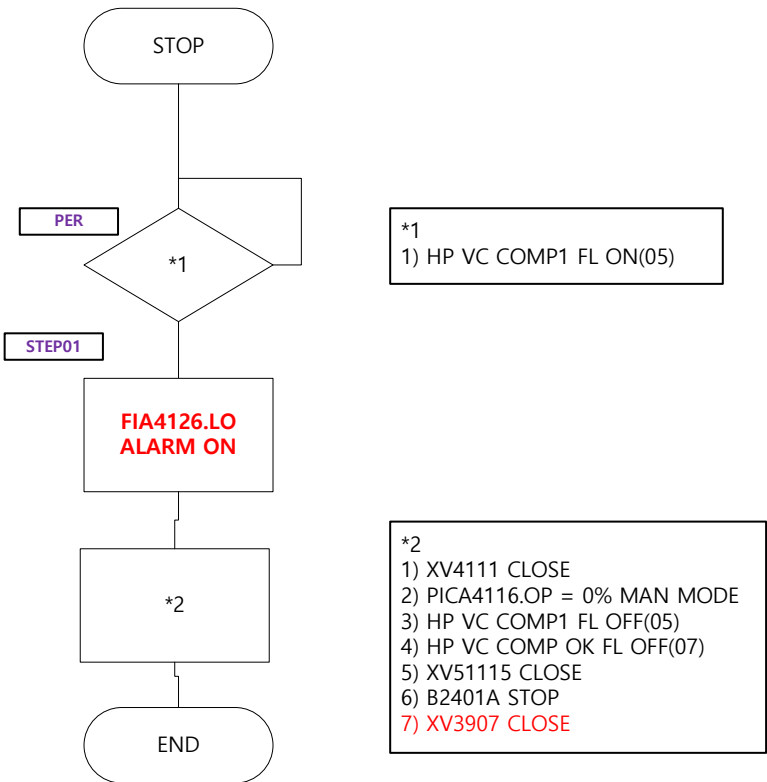 STOP
PER
*1
*1
1) HP VC COMP1 FL ON(05)
STEP01
FIA4126.LO
ALARM ON
*2
*2
1) XV4111 CLOSE
2) PICA4116.OP = 0% MAN MODE
3) HP VC COMP1 FL OFF(05)
4) HP VC COMP OK FL OFF(07)
5) XV51115 CLOSE
6) B2401A STOP
7) XV3907 CLOSE
END